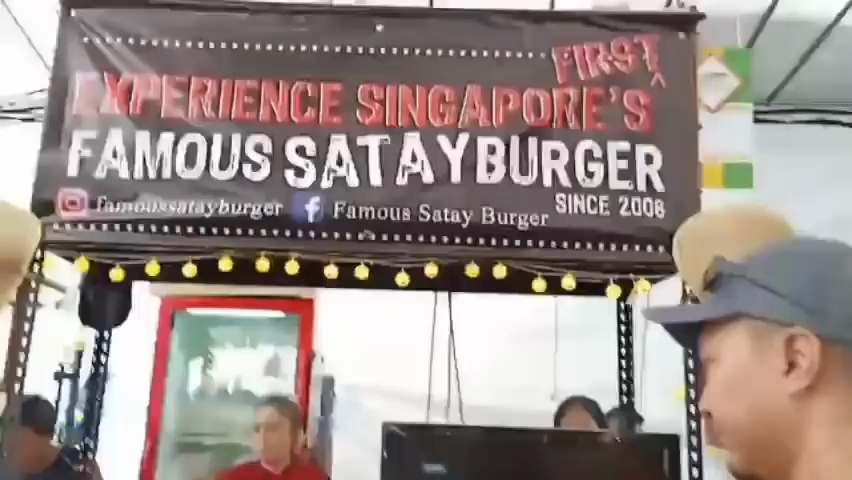 FIRST
EXPERIENCE SINGAPORE'S
FAMOUS SATAYBURGER
SINCE 2008
famoussatayburger Famous Satay Burger